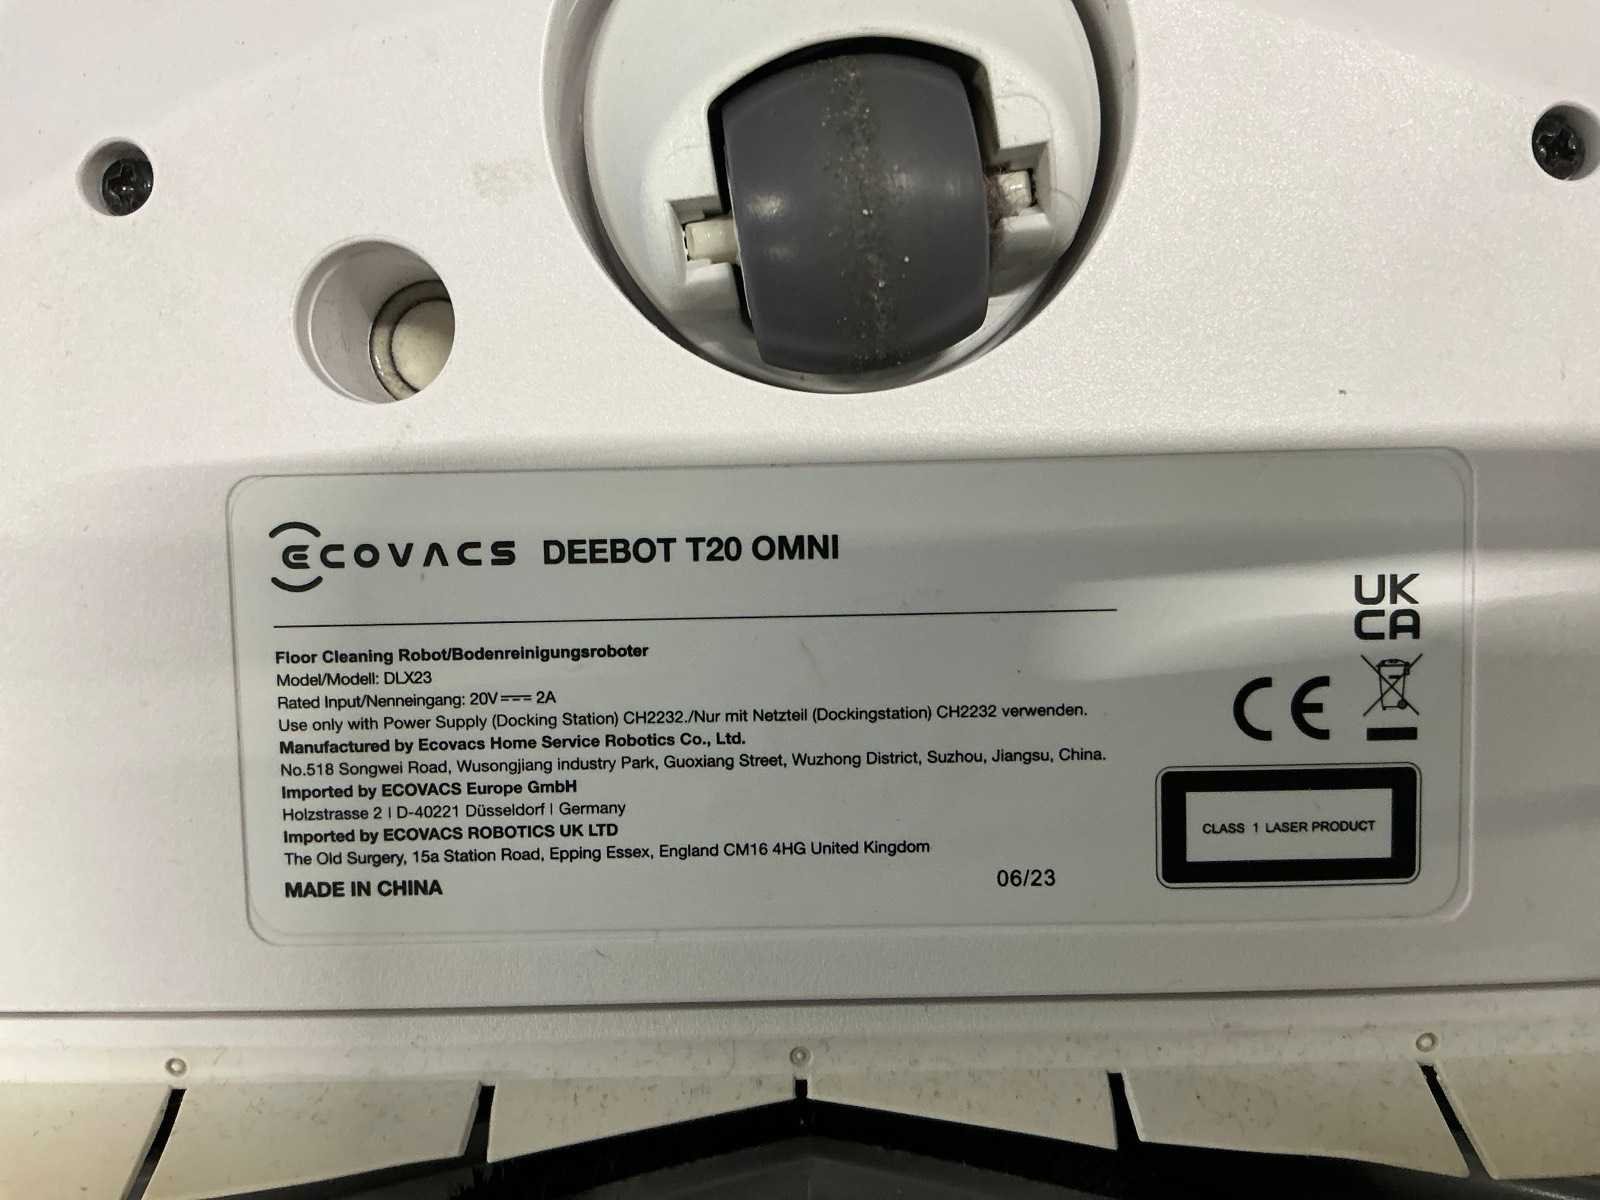 ECOVACS DEEBOT T20 OMNI
Floor Cleaning Robot/Bodenreinigungsroboter
Model/Modell: DLX23
Rated Input/Nenneingang: 20V⎓2A
Use only with Power Supply (Docking Station) CH2232./Nur mit Netzteil (Dockingstation) CH2232 verwenden.
Manufactured by Ecovacs Home Service Robotics Co., Ltd.
No.518 Songwei Road, Wusongjiang industry Park, Guoxiang Street, Wuzhong District, Suzhou, Jiangsu, China.
Imported by ECOVACS Europe GmbH
Holzstrasse 2 | D-40221 Düsseldorf | Germany
Imported by ECOVACS ROBOTICS UK LTD
The Old Surgery, 15a Station Road, Epping Essex, England CM16 4HG United Kingdom
MADE IN CHINA
06/23
UK
CA
CE
CLASS 1 LASER PRODUCT